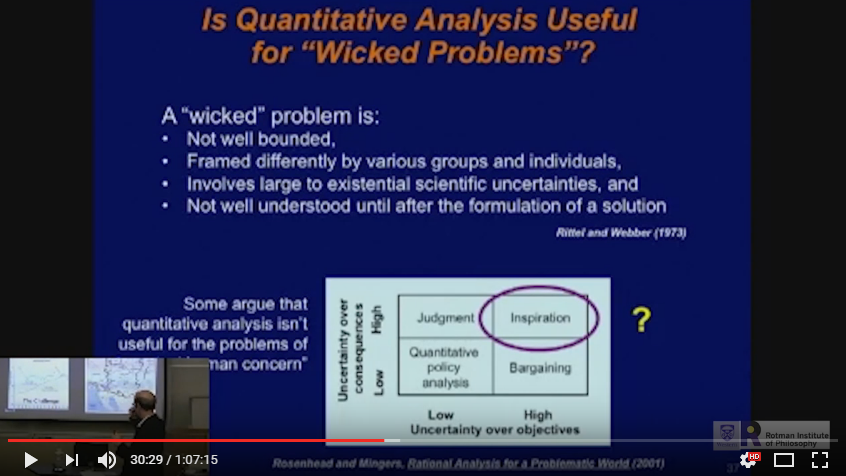 Is Quantitative Analysis Useful
for "Wicked Problems"?
A "wicked" problem is:
• Not well bounded,
• Framed differently by various groups and individuals,
• Involves large to existential scientific uncertainties, and
• Not well understood until after the formulation of a solution
Rittel and Webber (1973)
Some argue that
quantitative analysis isn't
useful for the problems of
human concern"
Uncertainty over
consequences
High
Low
Judgment
Inspiration
Quantitative
policy
analysis
Bargaining
?
Low
High
Uncertainty over objectives
The Challenge
Rotman Institute
of Philosophy
HD
30:29 / 1:07:15
Rosenhead and Mingers, Rational Analysis for a Problematic World (2001)